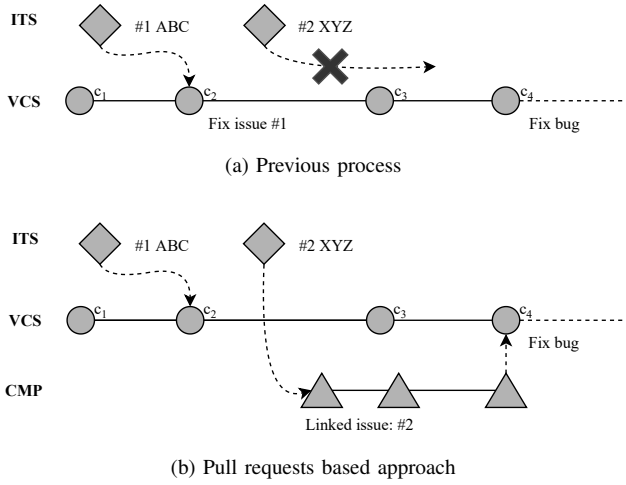 ITS
#1 ABC
#2 XYZ
VCS
c1
c2
c3
c4
Fix issue #1
Fix bug
(a) Previous process
ITS
#1 ABC
#2 XYZ
VCS
c1
c2
c3
c4
Fix bug
CMP
Linked issue: #2
(b) Pull requests based approach